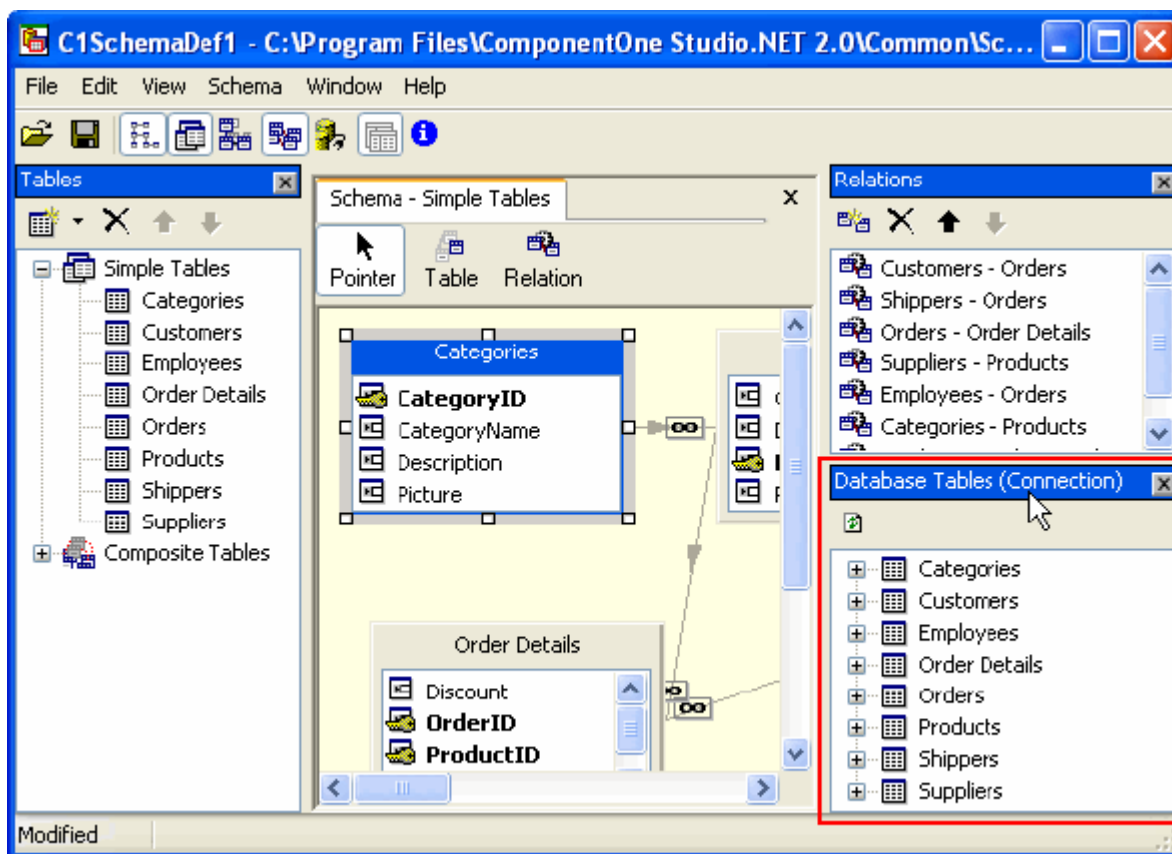 C1SchemaDef1 - C:\Program Files\ComponentOne Studio.NET 2.0\Common\Sc...
File Edit View Schema Window Help
Tables
Simple Tables
Categories
Customers
Employees
Order Details
Orders
Products
Shippers
Suppliers
Composite Tables
Schema - Simple Tables
Pointer Table Relation
Categories
CategoryID
CategoryName
Description
Picture
Order Details
Discount
OrderID
ProductID
Relations
Customers - Orders
Shippers - Orders
Orders - Order Details
Suppliers - Products
Employees - Orders
Categories - Products
Database Tables (Connection)
Categories
Customers
Employees
Order Details
Orders
Products
Shippers
Suppliers
Modified